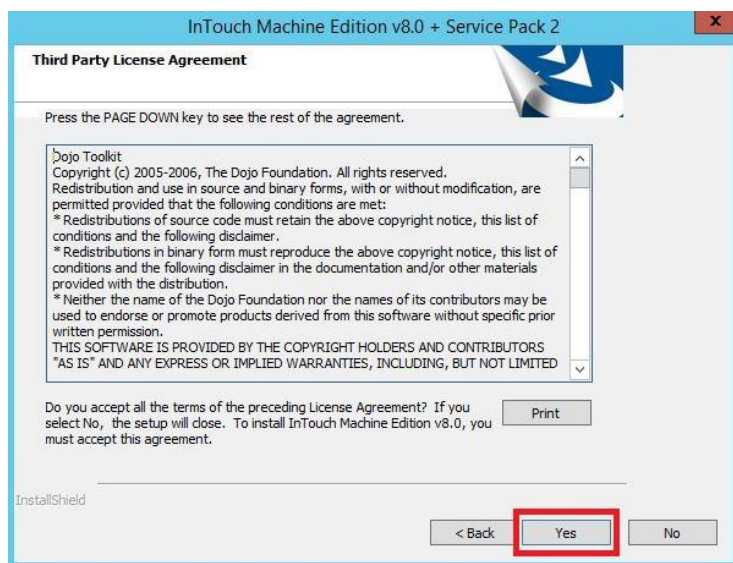 InTouch Machine Edition v8.0 + Service Pack 2
x
Third Party License Agreement
Press the PAGE DOWN key to see the rest of the agreement.
Dojo Toolkit
Copyright (c) 2005-2006, The Dojo Foundation. All rights reserved.
Redistribution and use in source and binary forms, with or without modification, are
permitted provided that the following conditions are met:
* Redistributions of source code must retain the above copyright notice, this list of
conditions and the following disclaimer.
* Redistributions in binary form must reproduce the above copyright notice, this list of
conditions and the following disclaimer in the documentation and/or other materials
provided with the distribution.
* Neither the name of the Dojo Foundation nor the names of its contributors may be
used to endorse or promote products derived from this software without specific prior
written permission.
THIS SOFTWARE IS PROVIDED BY THE COPYRIGHT HOLDERS AND CONTRIBUTORS
"AS IS" AND ANY EXPRESS OR IMPLIED WARRANTIES, INCLUDING, BUT NOT LIMITED
Do you accept all the terms of the preceding License Agreement? If you
select No, the setup will close. To install InTouch Machine Edition v8.0, you
must accept this agreement.
Print
InstallShield
< Back
Yes
No